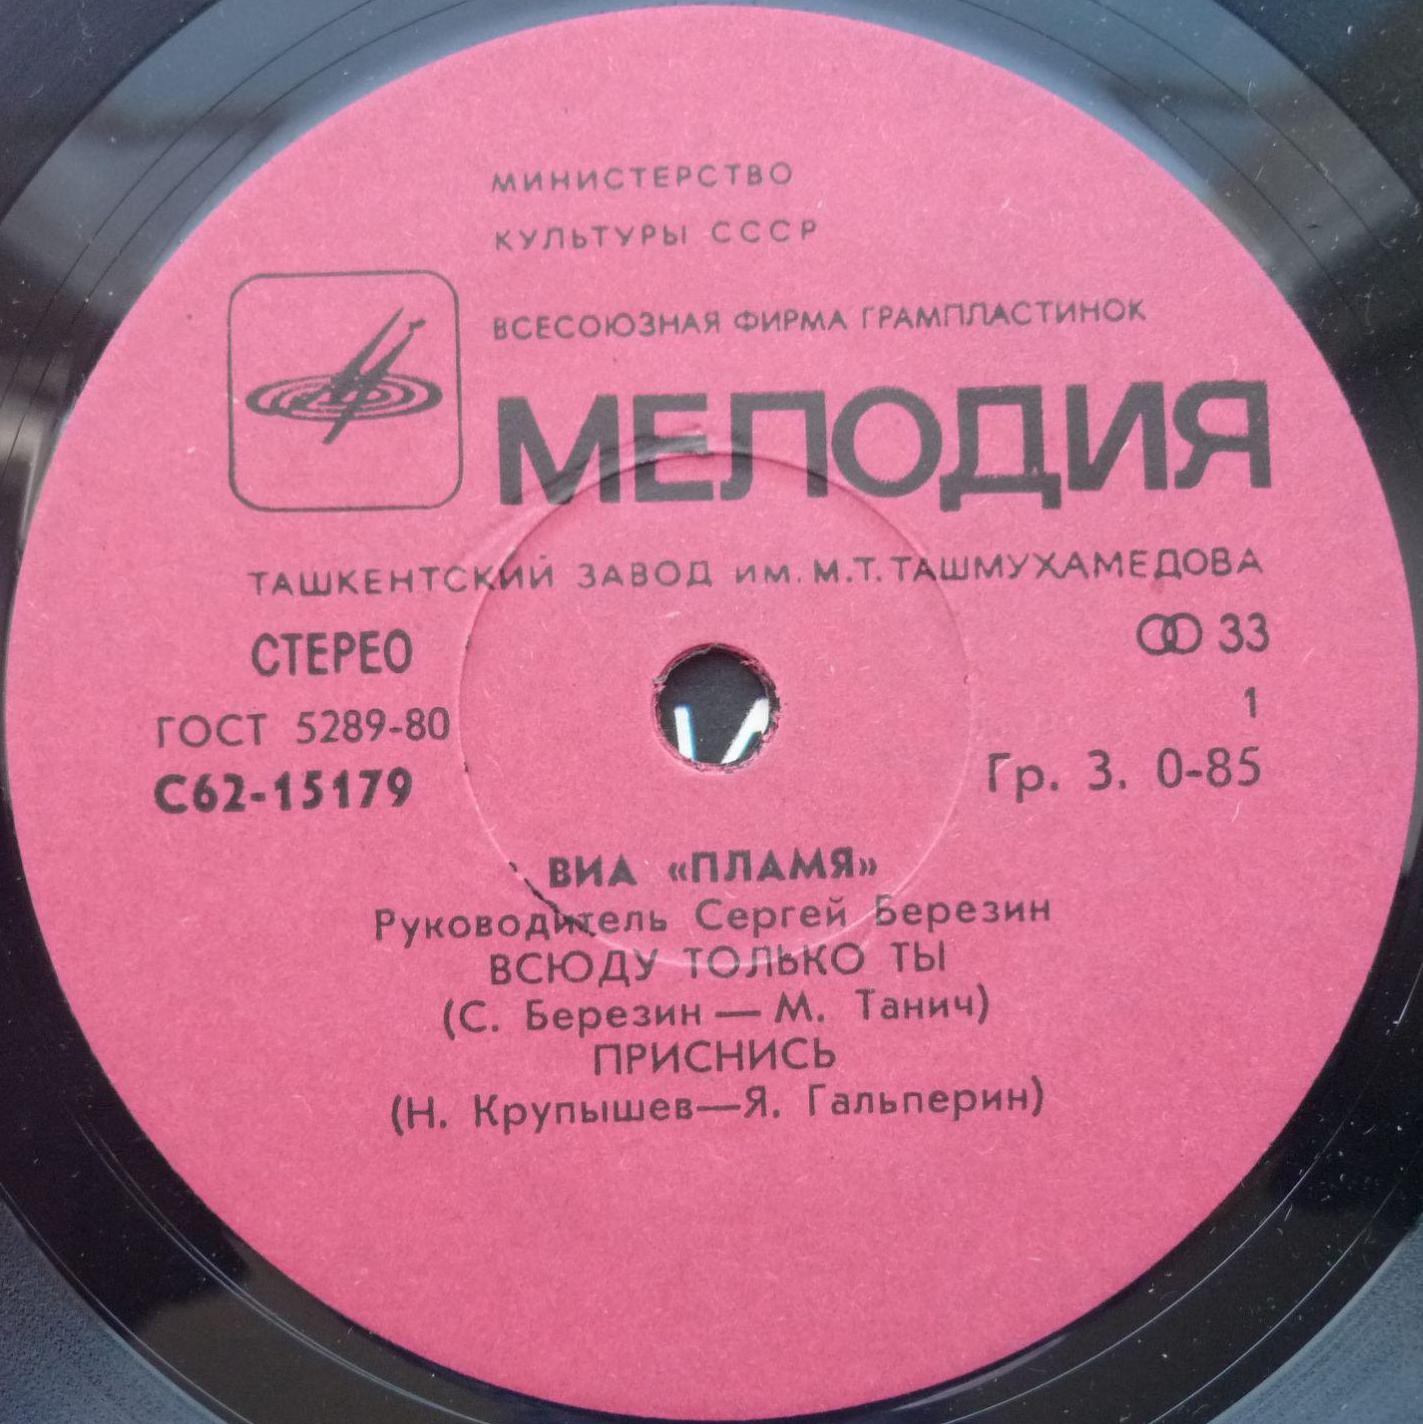 МИНИСТЕРСТВО
КУЛЬТУРЫ СССР
ВСЕСОЮЗНАЯ ФИРМА ГРАМПЛАСТИНОК
МЕЛОДИЯ
ТАШКЕНТСКИЙ ЗАВОД ИМ. М.Т. ТАШМУХАМЕДОВА
СТЕРЕО 33
ГОСТ 5289-80 1
С62-15179 Гр. 3. 0-85
ВИА «ПЛАМЯ»
Руководитель Сергей Березин
ВСЮДУ ТОЛЬКО ТЫ
(С. Березин — М. Танич)
ПРИСНИСЬ
(Н. Крупышев—Я. Гальперин)